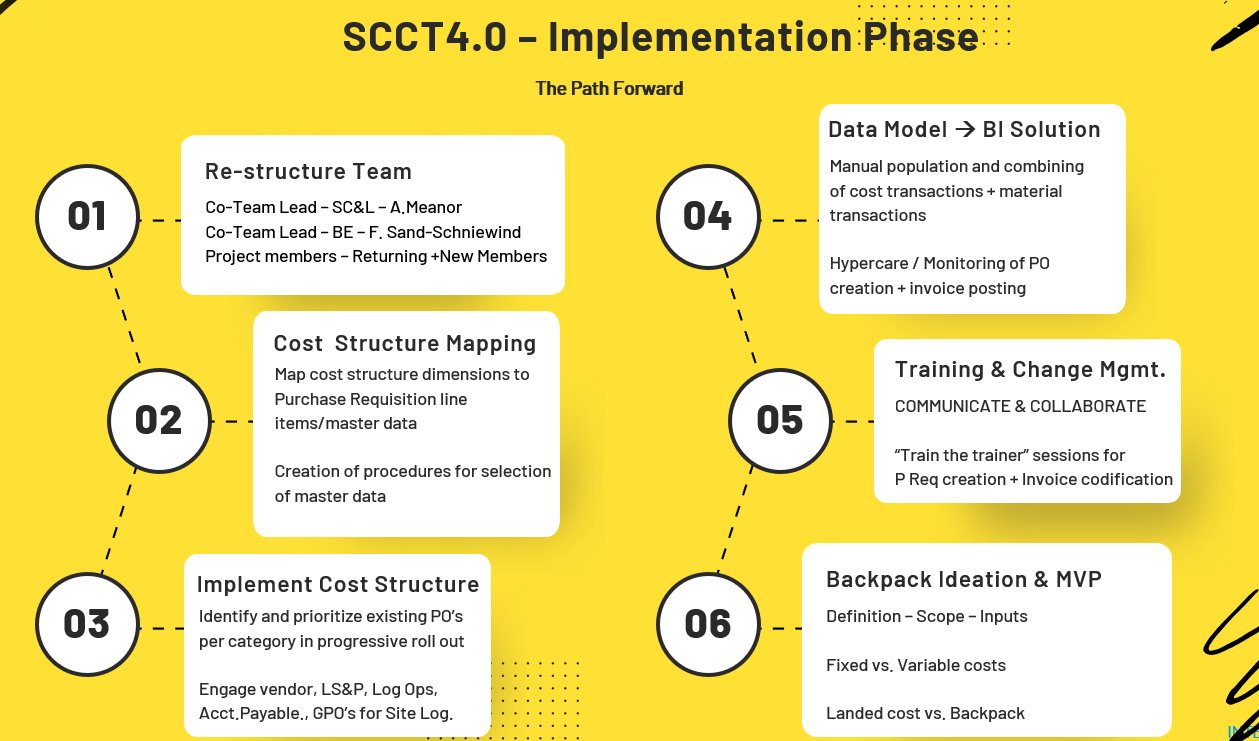 SCCT4.0 – Implementation Phase
The Path Forward
01
Re-structure Team
Co-Team Lead – SC&L – A.Meanor
Co-Team Lead – BE – F. Sand-Schniewind
Project members – Returning +New Members
02
Cost Structure Mapping
Map cost structure dimensions to
Purchase Requisition line
items/master data
Creation of procedures for selection
of master data
03
Implement Cost Structure
Identify and prioritize existing PO’s
per category in progressive roll out
Engage vendor, LS&P, Log Ops,
Acct.Payable., GPO’s for Site Log.
04
Data Model → BI Solution
Manual population and combining
of cost transactions + material
transactions
Hypercare / Monitoring of PO
creation + invoice posting
05
Training & Change Mgmt.
COMMUNICATE & COLLABORATE
“Train the trainer” sessions for
P Req creation + Invoice codification
06
Backpack Ideation & MVP
Definition – Scope – Inputs
Fixed vs. Variable costs
Landed cost vs. Backpack